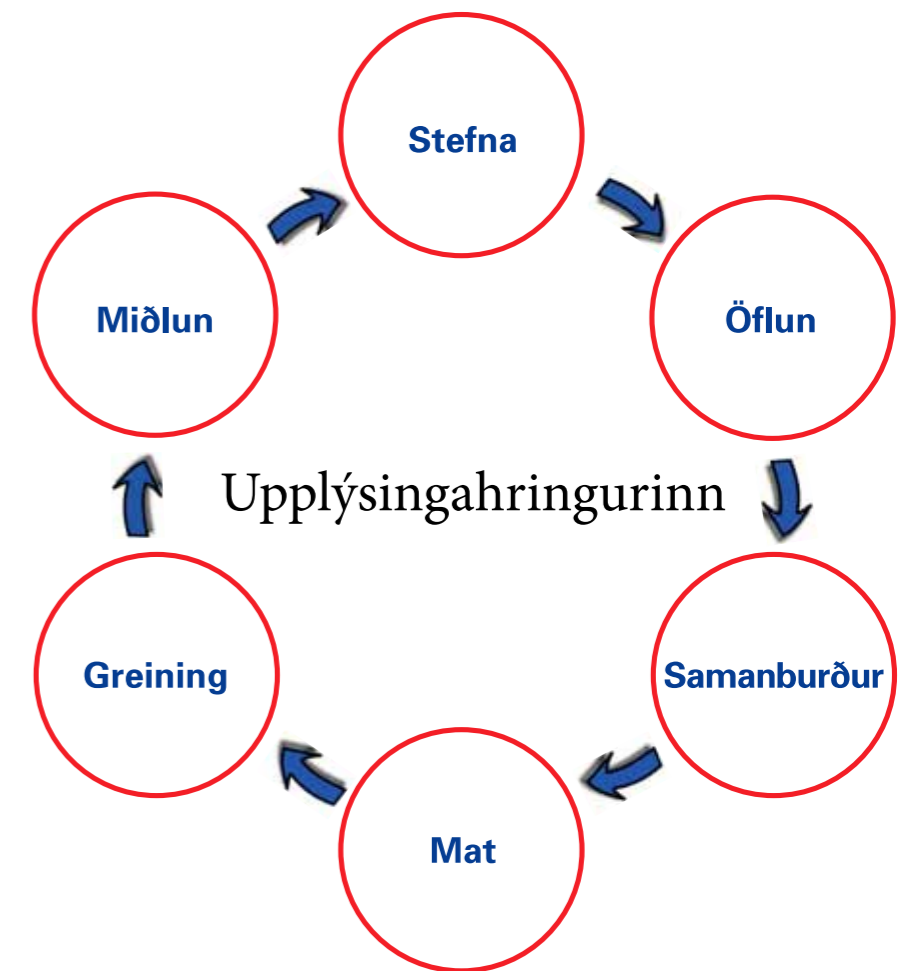 Stefna
Öflun
Samanburður
Mat
Greining
Miðlun
Upplýsingahringurinn